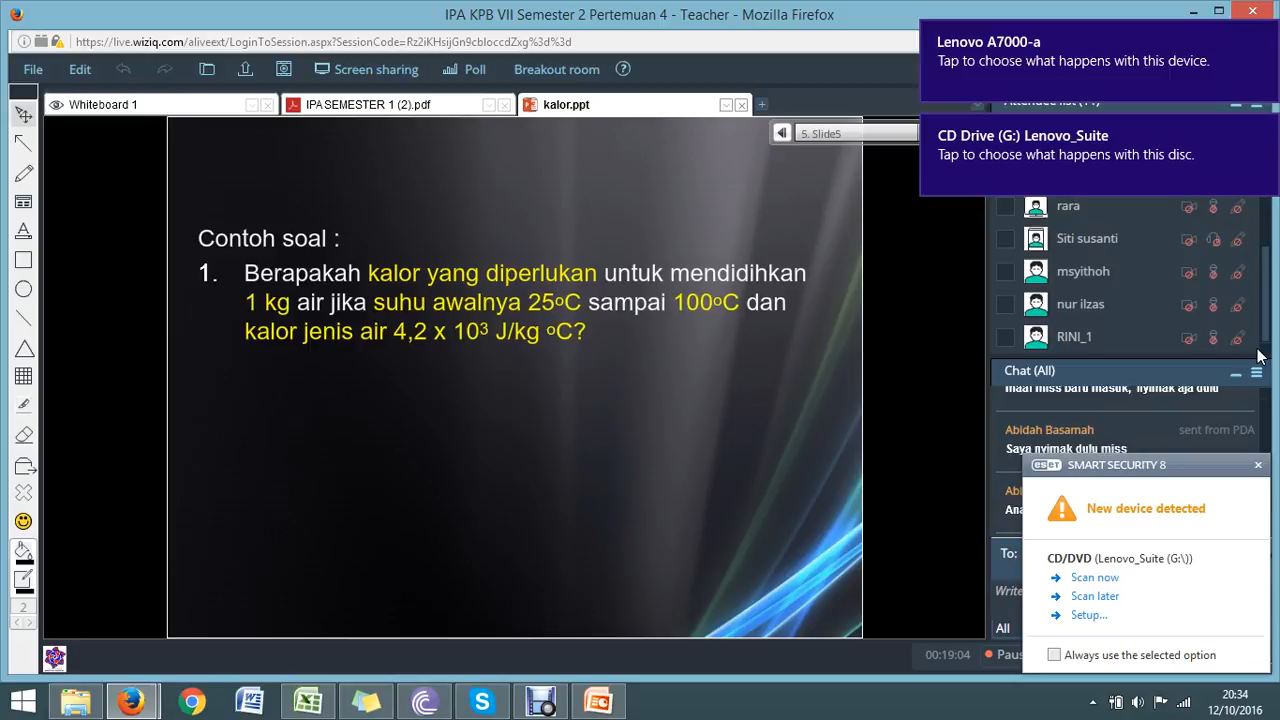 IPA KPB VII Semester 2 Pertemuan 4 - Teacher - Mozilla Firefox
https://live.wiziq.com/aliveext/LoginToSession.aspx?SessionCode=Rz2iKHsijGn9cbloccdZxg%3d%3d
File Edit Screen sharing Poll Breakout room
Lenovo A7000-a
Tap to choose what happens with this device.
Whiteboard 1 IPA SEMESTER 1 (2).pdf kalor.ppt
5. Slide5
CD Drive (G:) Lenovo_Suite
Tap to choose what happens with this disc.
rara
Siti susanti
msyithoh
nur ilzas
RINI_1
Contoh soal :
1. Berapakah kalor yang diperlukan untuk mendidihkan
1 kg air jika suhu awalnya 25oC sampai 100oC dan
kalor jenis air 4,2 x 10³ J/kg oC?
Chat (All)
Abidah Basamah sent from PDA
Saya nyimak dulu miss
Abi
Ana
To:
Write
All
SMART SECURITY 8
New device detected
CD/DVD (Lenovo_Suite (G:\))
Scan now
Scan later
Setup...
Always use the selected option
2
00:19:04 Paus
20:34
12/10/2016